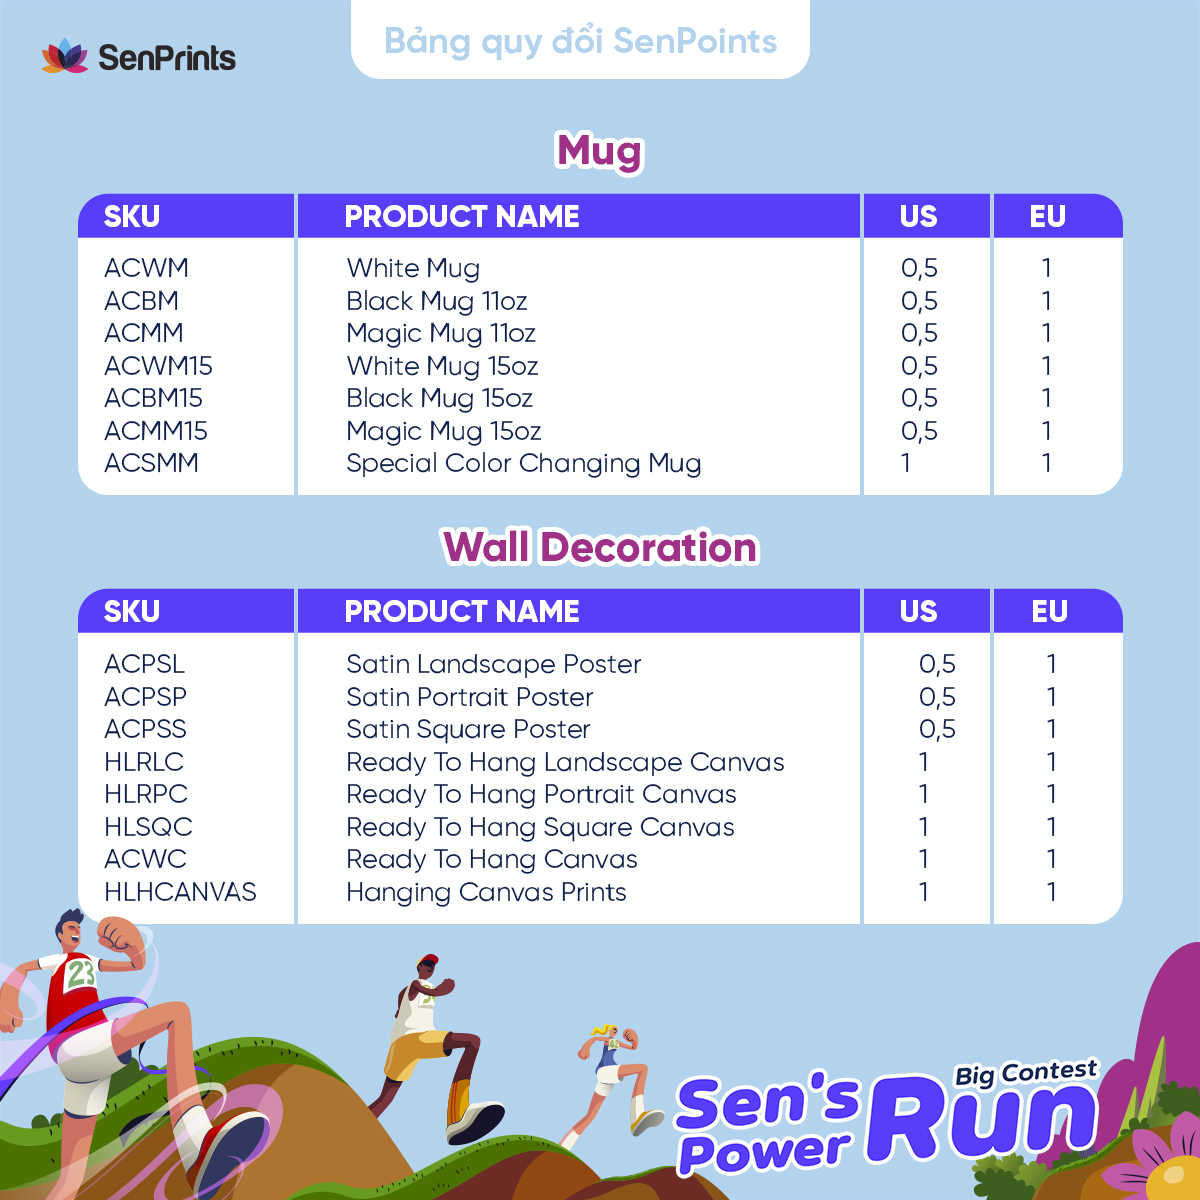 SenPrints
Bảng quy đổi SenPoints
Mug
SKU PRODUCT NAME US EU
ACWM White Mug 0,5 1
ACBM Black Mug 11oz 0,5 1
ACMM Magic Mug 11oz 0,5 1
ACWM15 White Mug 15oz 0,5 1
ACBM15 Black Mug 15oz 0,5 1
ACMM15 Magic Mug 15oz 0,5 1
ACSMM Special Color Changing Mug 1 1
Wall Decoration
SKU PRODUCT NAME US EU
ACPSL Satin Landscape Poster 0,5 1
ACPSP Satin Portrait Poster 0,5 1
ACPSS Satin Square Poster 0,5 1
HLRLC Ready To Hang Landscape Canvas 1 1
HLRPC Ready To Hang Portrait Canvas 1 1
HLSQC Ready To Hang Square Canvas 1 1
ACWC Ready To Hang Canvas 1 1
HLHCANVAS Hanging Canvas Prints 1 1
23
Big Contest
Sen's
Power Run